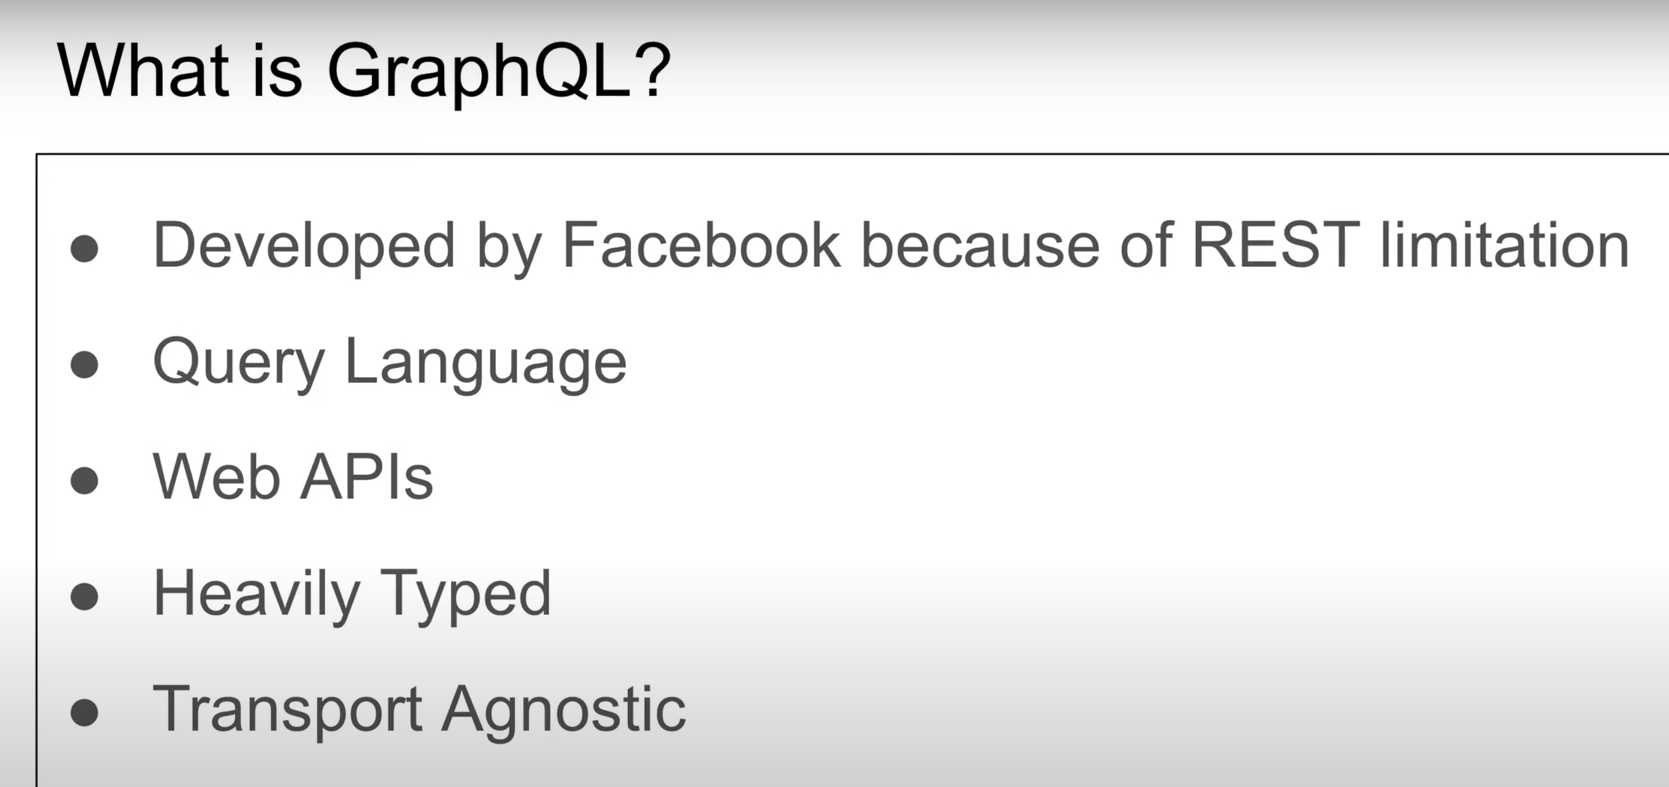 What is GraphQL?
● Developed by Facebook because of REST limitation
● Query Language
● Web APIs
● Heavily Typed
● Transport Agnostic